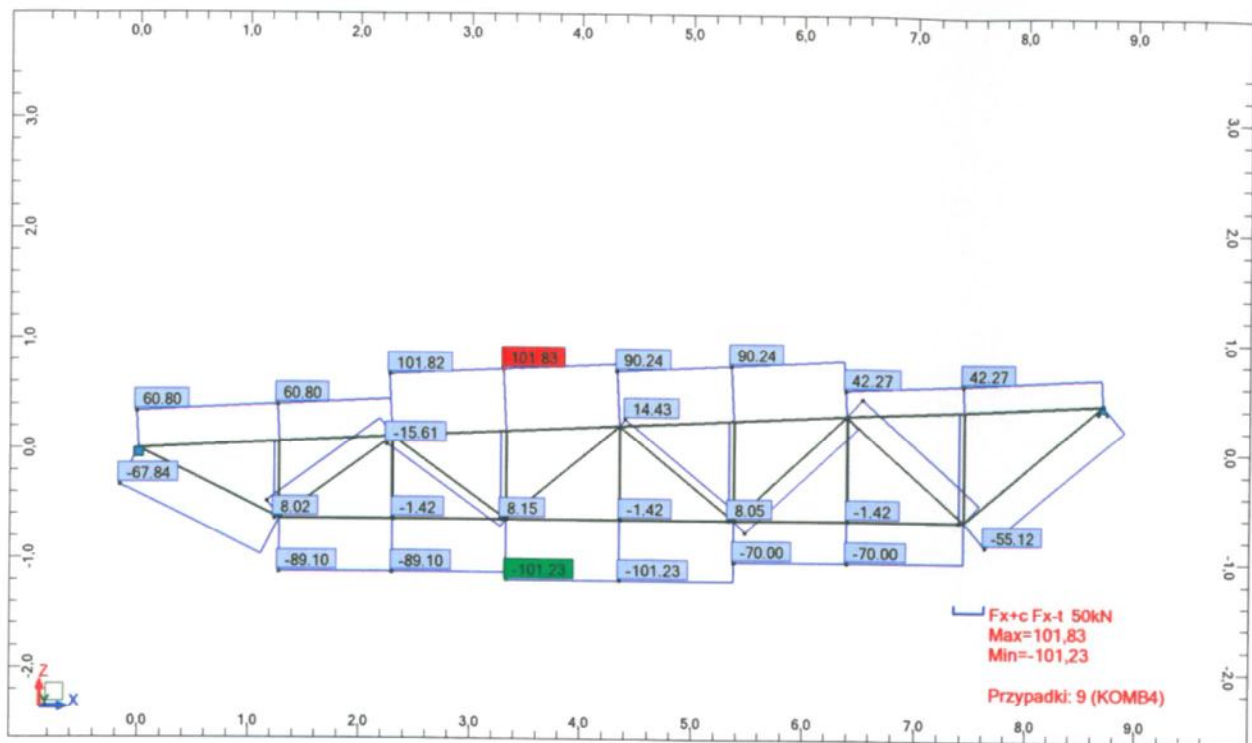 0,0 1,0 2,0 3,0 4,0 5,0 6,0 7,0 8,0 9,0
3,0 3,0
2,0 2,0
1,0 1,0
101.82 101.83 90.24 90.24
42.27 42.27
60.80 60.80
14.43
-15.61
0,0 0,0
-67.84
8.02 -1.42 8.15 -1.42 8.05 -1.42
-55.12
-89.10 -89.10 -101.23 -101.23 -70.00 -70.00
-1,0 -1,0
Fx+c Fx-t 50kN
Max=101,83
Min=-101,23
-2,0 -2,0
Z
Przypadki: 9 (KOMB4)
Y X
0,0 1,0 2,0 3,0 4,0 5,0 6,0 7,0 8,0 9,0